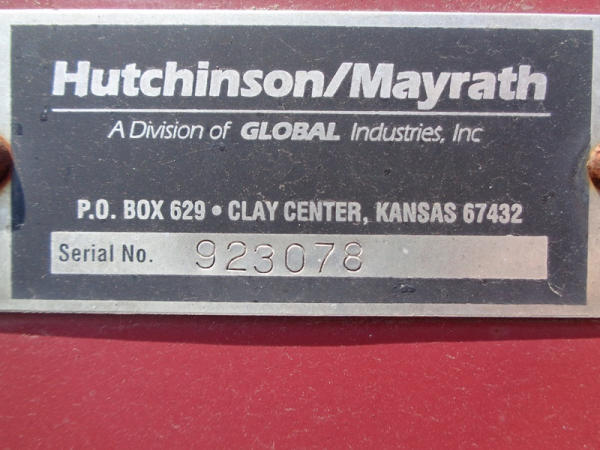 Hutchinson/Mayrath
A Division of GLOBAL Industries, Inc
P.O. BOX 629 • CLAY CENTER, KANSAS 67432
Serial No. 923078